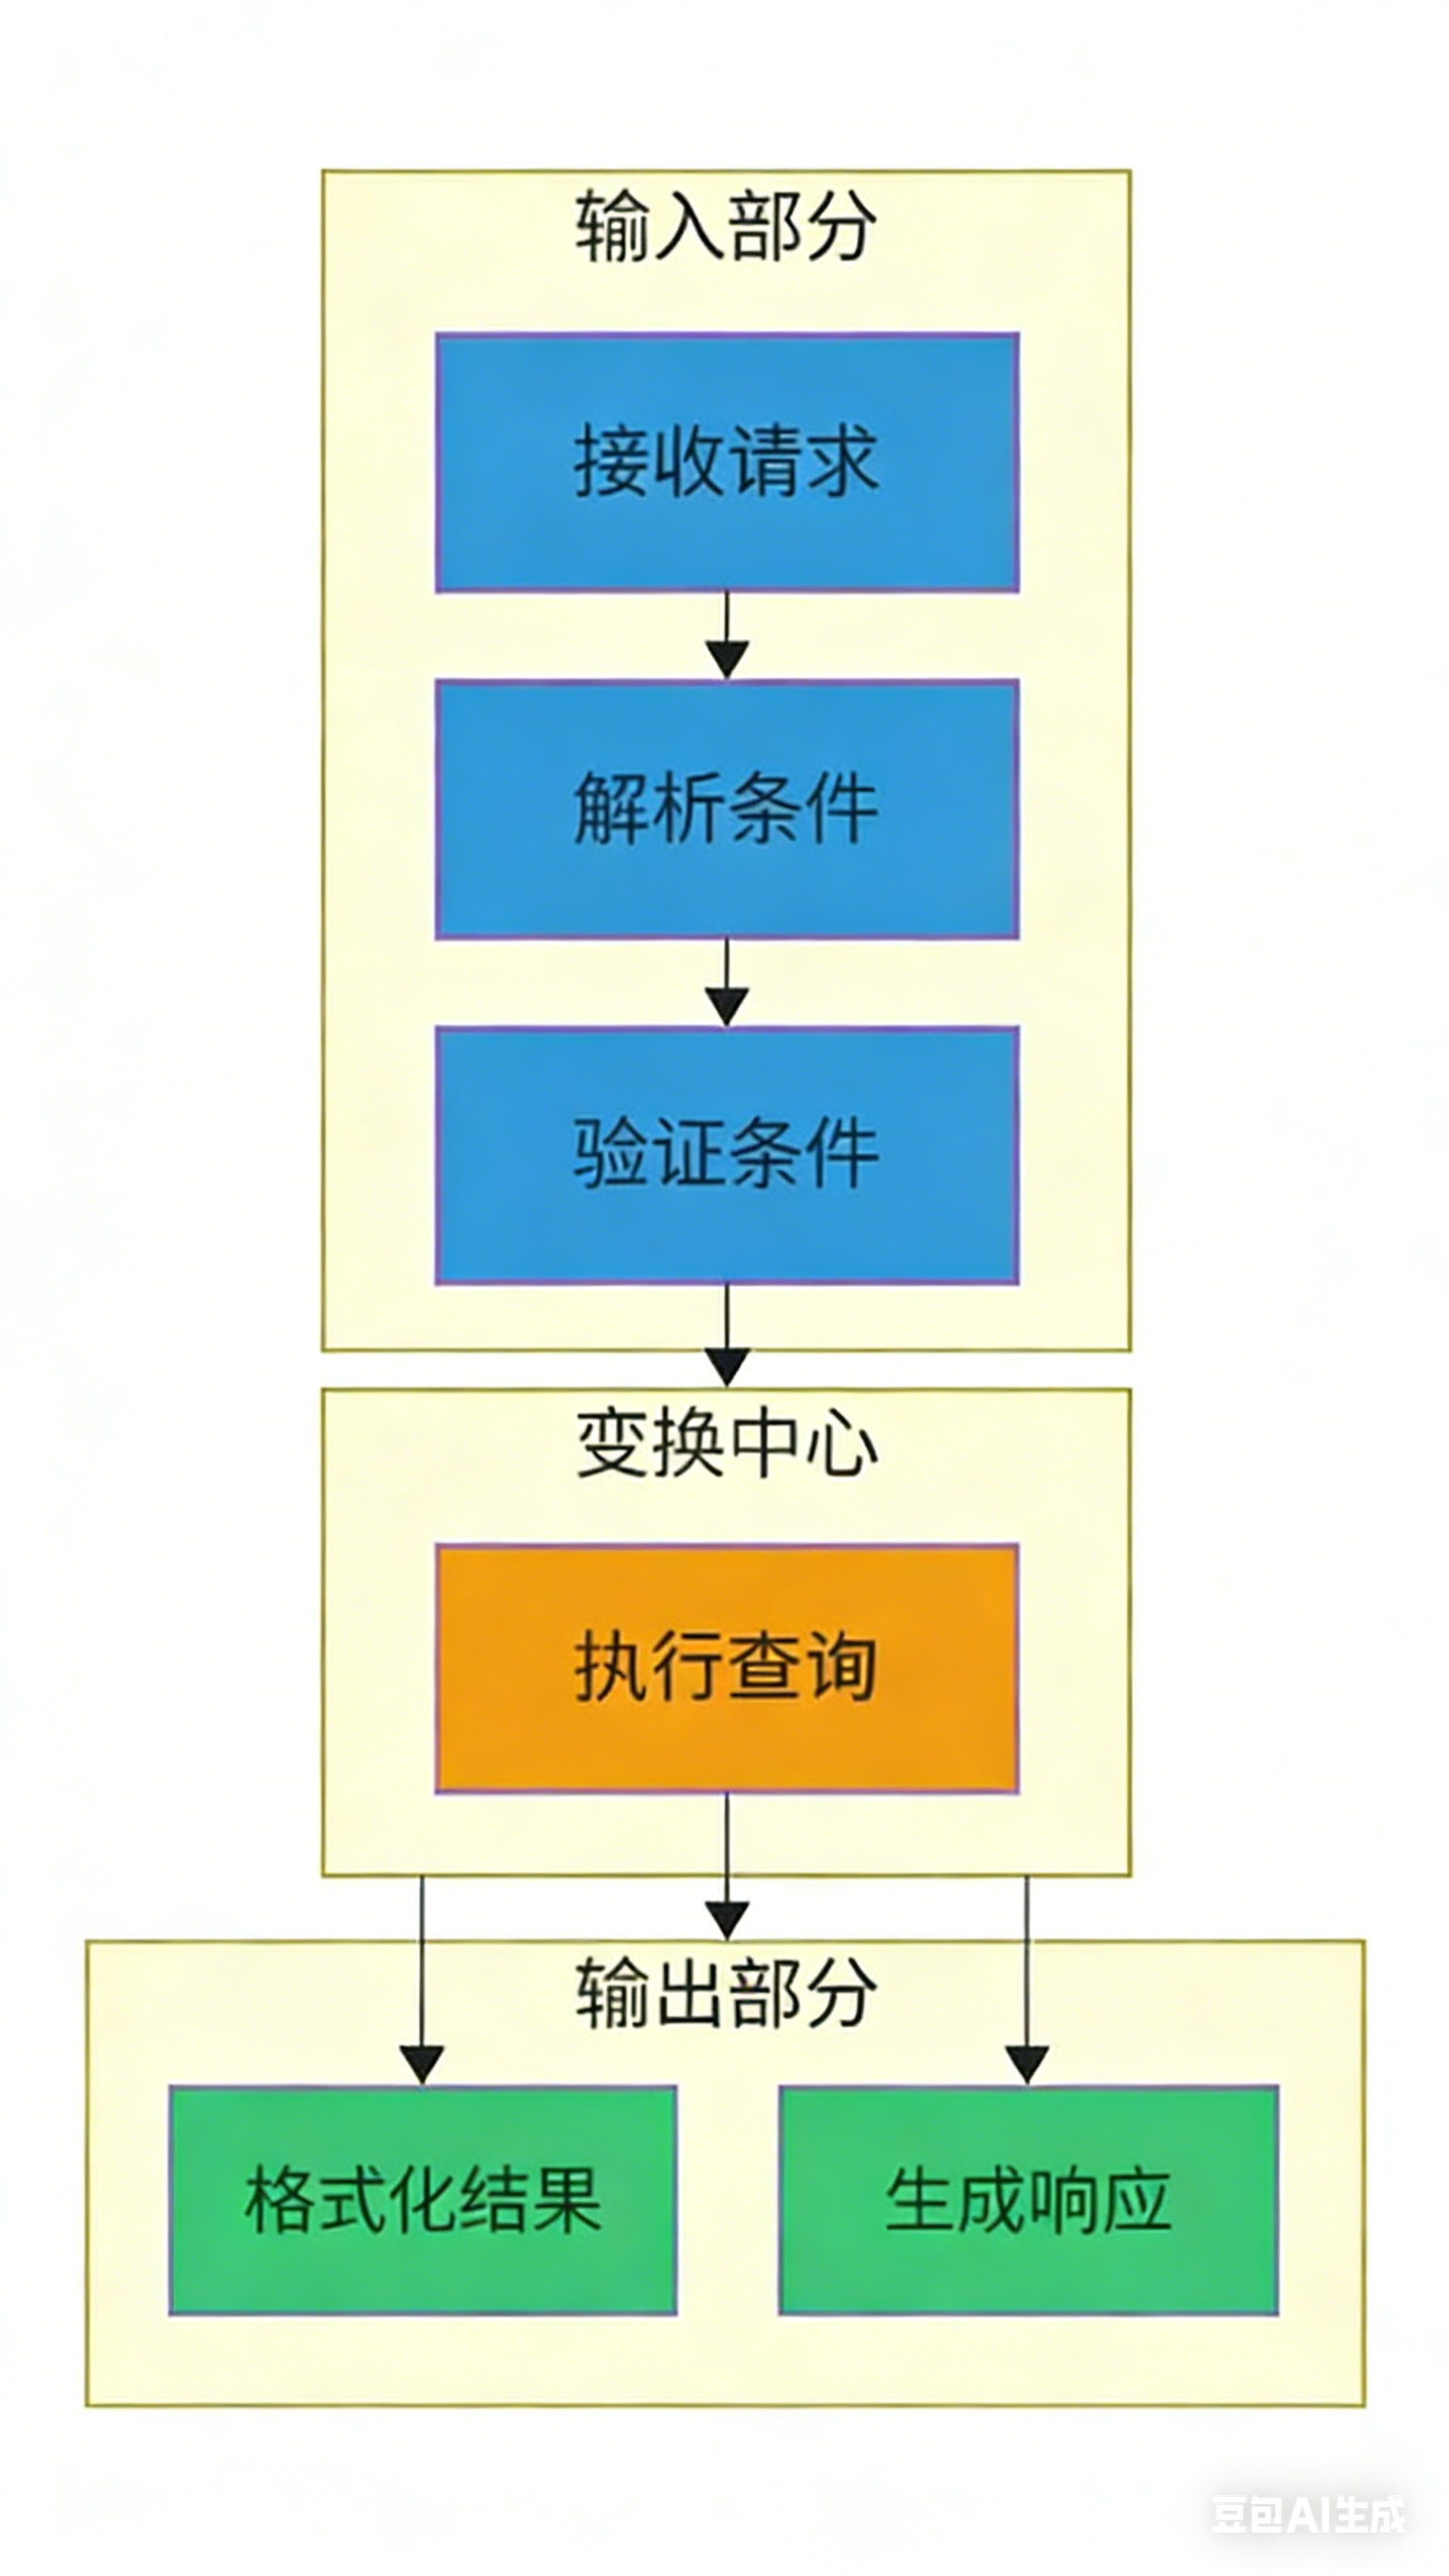 输入部分
接收请求
解析条件
验证条件
变换中心
执行查询
输出部分
格式化结果
生成响应
豆包AI生成